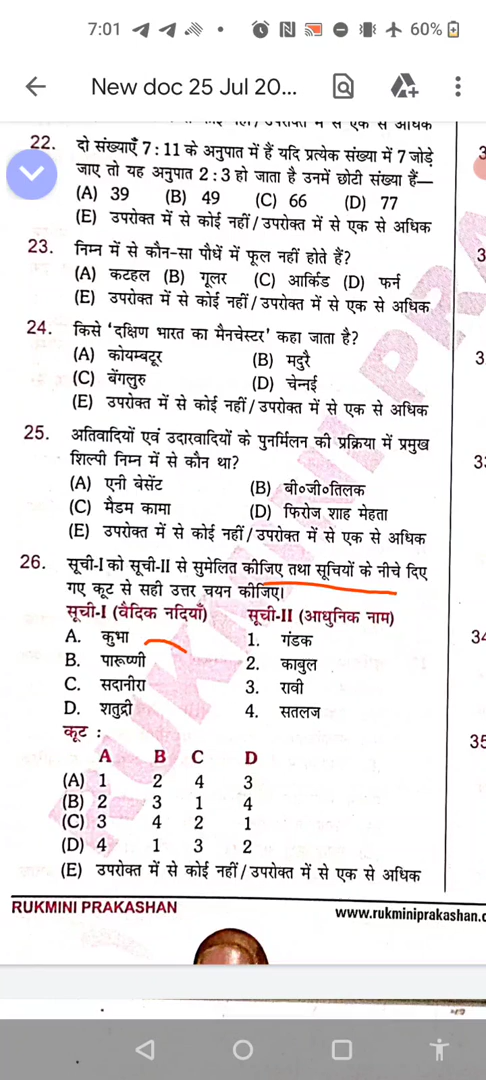 7:01
60%
New doc 25 Jul 20...
से एक से अधिक
22. दो संख्याएँ 7 : 11 के अनुपात में हैं यदि प्रत्येक संख्या में 7 जोड़े
जाए तो यह अनुपात 2 : 3 हो जाता है उनमें छोटी संख्या हैं—
(A) 39 (B) 49 (C) 66 (D) 77
(E) उपरोक्त में से कोई नहीं / उपरोक्त में से एक से अधिक
23. निम्न में से कौन-सा पौधें में फूल नहीं होते हैं?
(A) कटहल (B) गूलर (C) आर्किड (D) फर्न
(E) उपरोक्त में से कोई नहीं / उपरोक्त में से एक से अधिक
24. किसे 'दक्षिण भारत का मैनचेस्टर' कहा जाता है?
(A) कोयम्बटूर (B) मदुरै
(C) बेंगलुरु (D) चेन्नई
(E) उपरोक्त में से कोई नहीं / उपरोक्त में से एक से अधिक
25. अतिवादियों एवं उदारवादियों के पुनर्मिलन की प्रक्रिया में प्रमुख
शिल्पी निम्न में से कौन था?
(A) एनी बेसेंट (B) बी०जी०तिलक
(C) मैडम कामा (D) फिरोज शाह मेहता
(E) उपरोक्त में से कोई नहीं / उपरोक्त में से एक से अधिक
26. सूची-I को सूची-II से सुमेलित कीजिए तथा सूचियों के नीचे दिए
गए कूट से सही उत्तर चयन कीजिए।
सूची-I (वैदिक नदियाँ) सूची-II (आधुनिक नाम)
A. कुभा 1. गंडक
B. पारूष्णी 2. काबुल
C. सदानीरा 3. रावी
D. शतुद्री 4. सतलज
कूट :
A B C D
(A) 1 2 4 3
(B) 2 3 1 4
(C) 3 4 2 1
(D) 4 1 3 2
(E) उपरोक्त में से कोई नहीं / उपरोक्त में से एक से अधिक
34
35
RUKMINI PRAKASHAN
www.rukminiprakashan.c
RUKMINI PRA